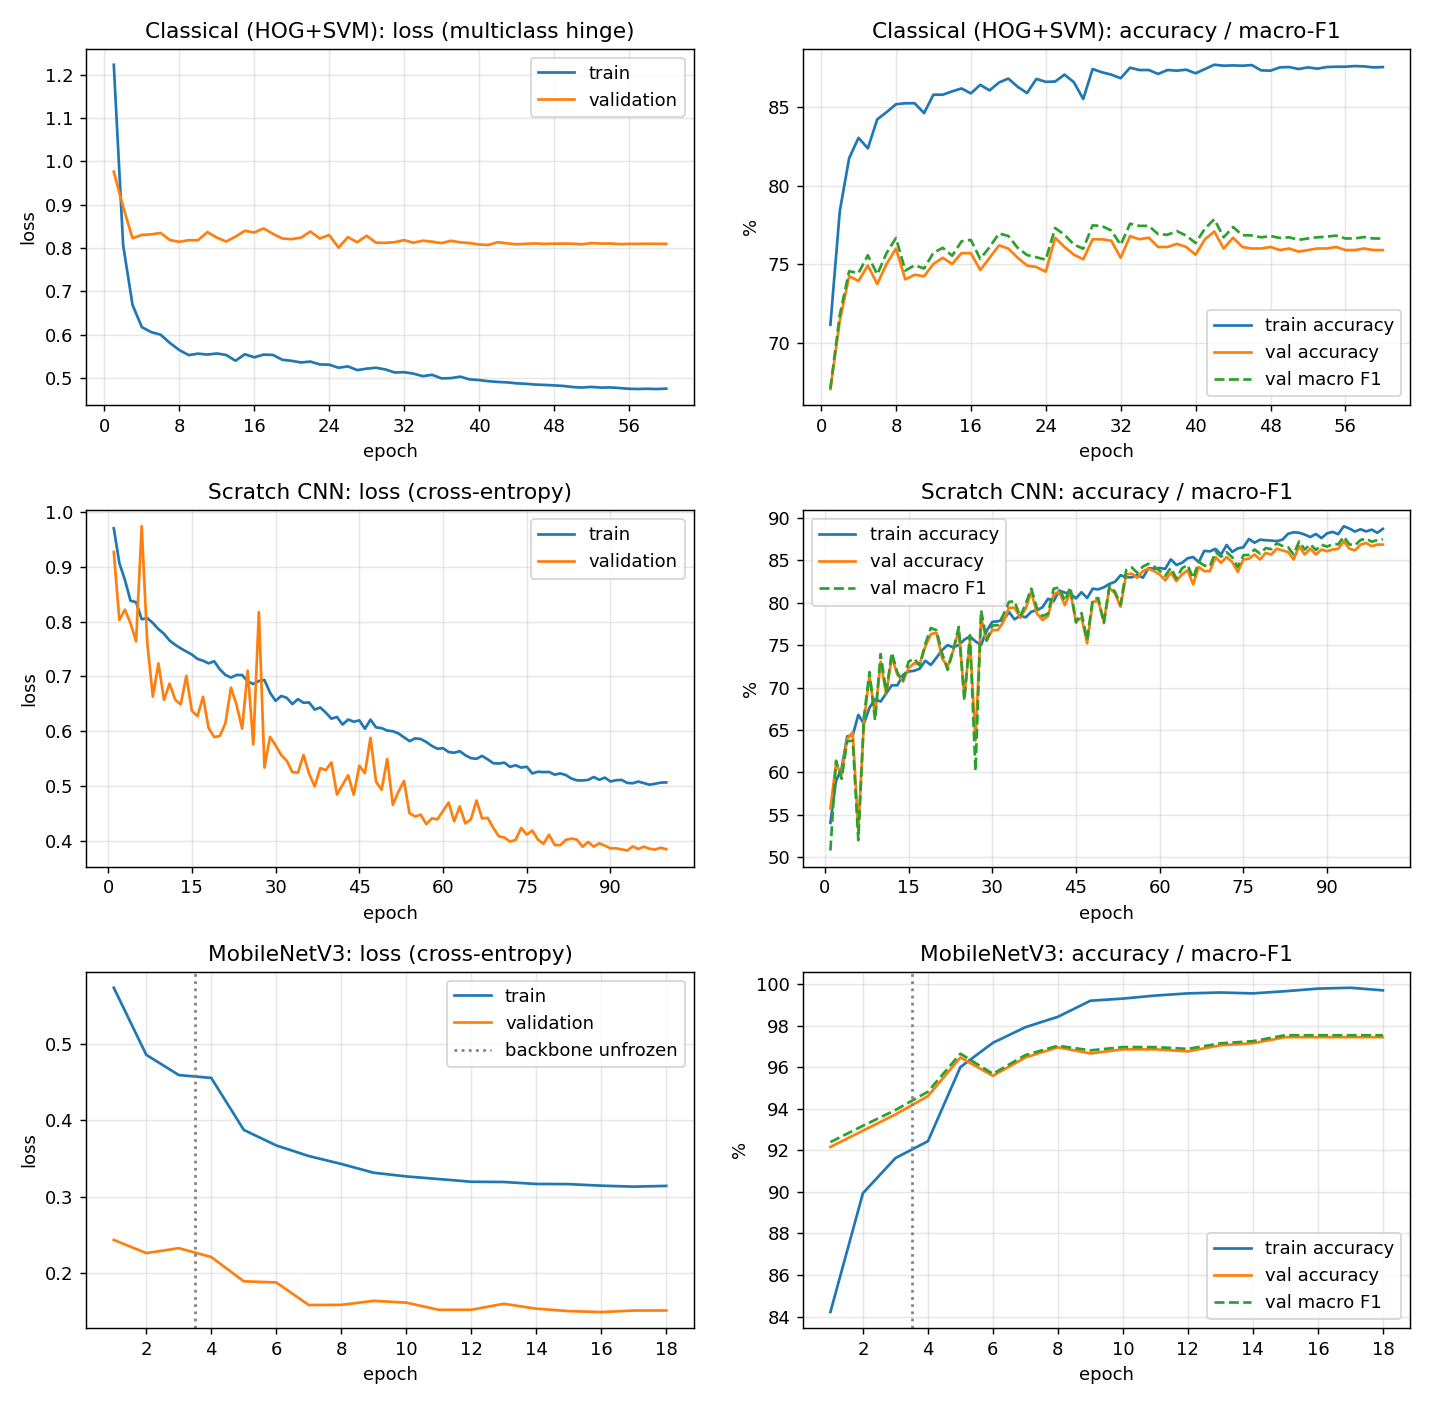 Classical (HOG+SVM): loss (multiclass hinge)
train
validation
1.2
1.1
1.0
0.9
0.8
0.7
0.6
0.5
loss
0 8 16 24 32 40 48 56
epoch
Classical (HOG+SVM): accuracy / macro-F1
85
80
75
70
%
train accuracy
val accuracy
val macro F1
0 8 16 24 32 40 48 56
epoch
Scratch CNN: loss (cross-entropy)
train
validation
1.0
0.9
0.8
0.7
0.6
0.5
0.4
loss
0 15 30 45 60 75 90
epoch
Scratch CNN: accuracy / macro-F1
train accuracy
val accuracy
val macro F1
90
85
80
75
70
65
60
55
50
%
0 15 30 45 60 75 90
epoch
MobileNetV3: loss (cross-entropy)
train
validation
backbone unfrozen
0.5
0.4
0.3
0.2
loss
2 4 6 8 10 12 14 16 18
epoch
MobileNetV3: accuracy / macro-F1
100
98
96
94
92
90
88
86
84
%
train accuracy
val accuracy
val macro F1
2 4 6 8 10 12 14 16 18
epoch